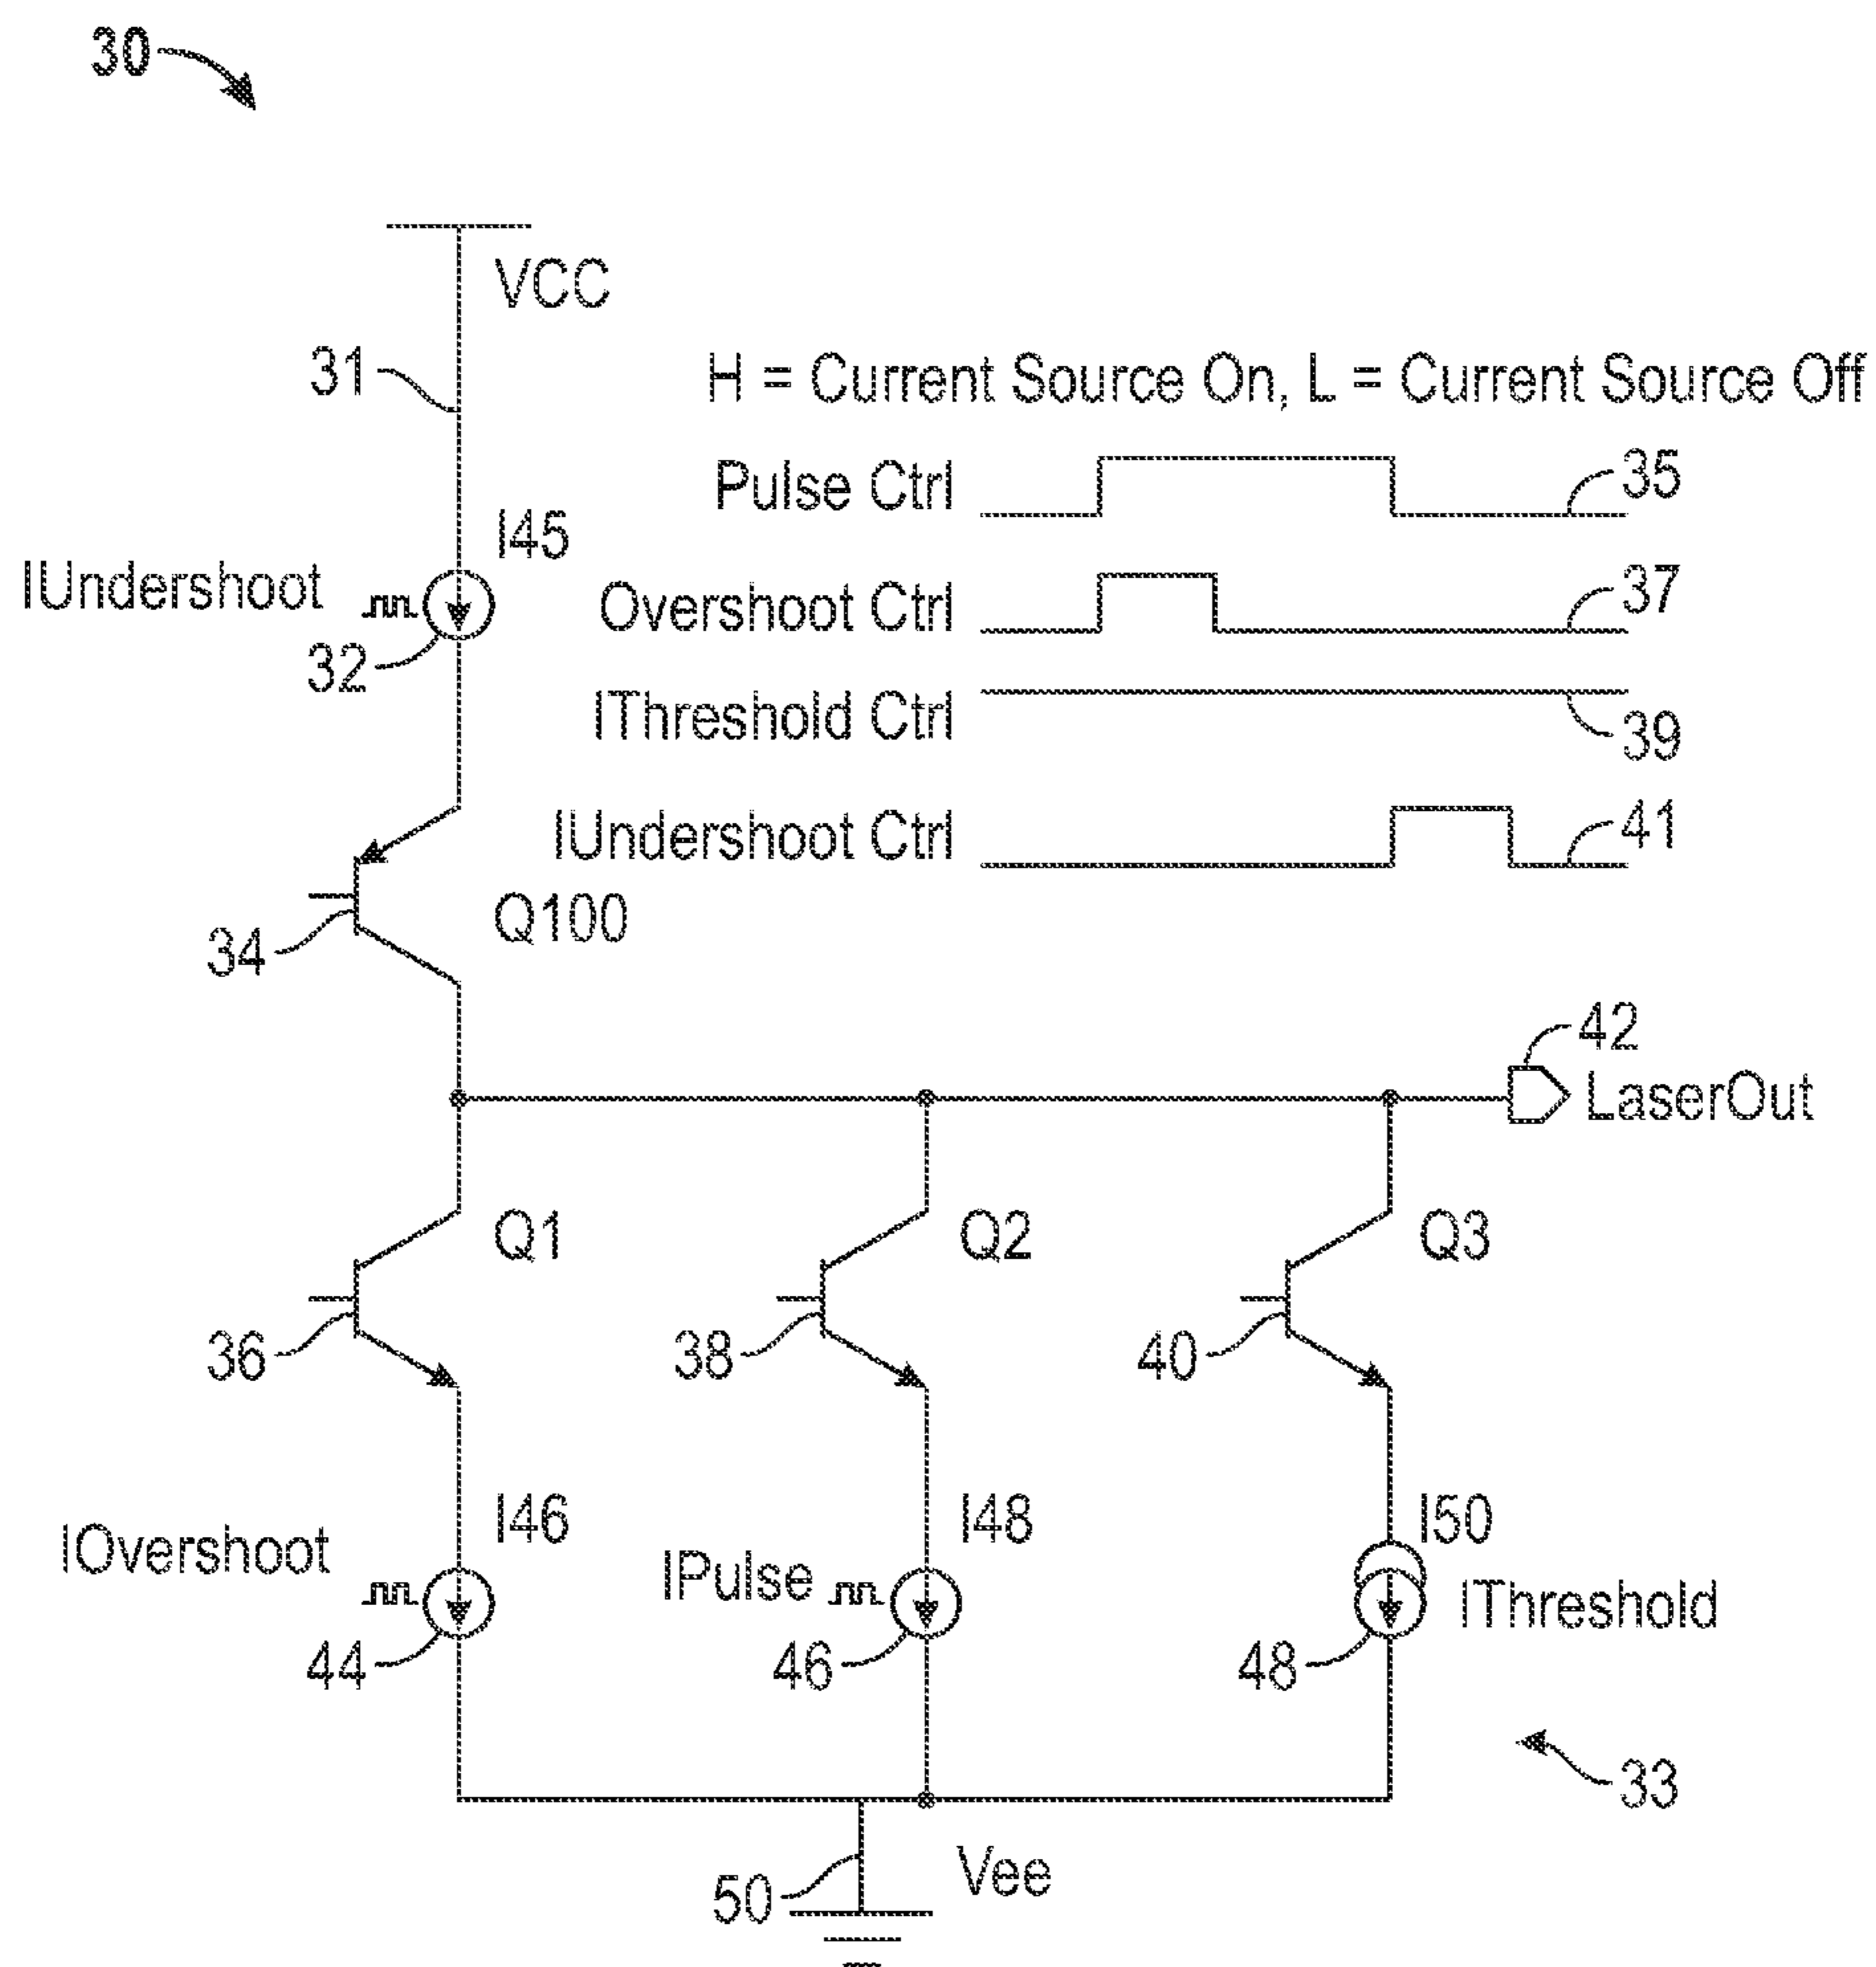 30
VCC
31
H = Current Source On, L = Current Source Off
Pulse Ctrl
35
I45
IUndershoot
32
Overshoot Ctrl
37
IThreshold Ctrl
39
IUndershoot Ctrl
41
Q100
34
42
LaserOut
Q1
Q2
Q3
36
38
40
I46
I48
I50
IOvershoot
IPulse
IThreshold
44
46
48
33
50
Vee